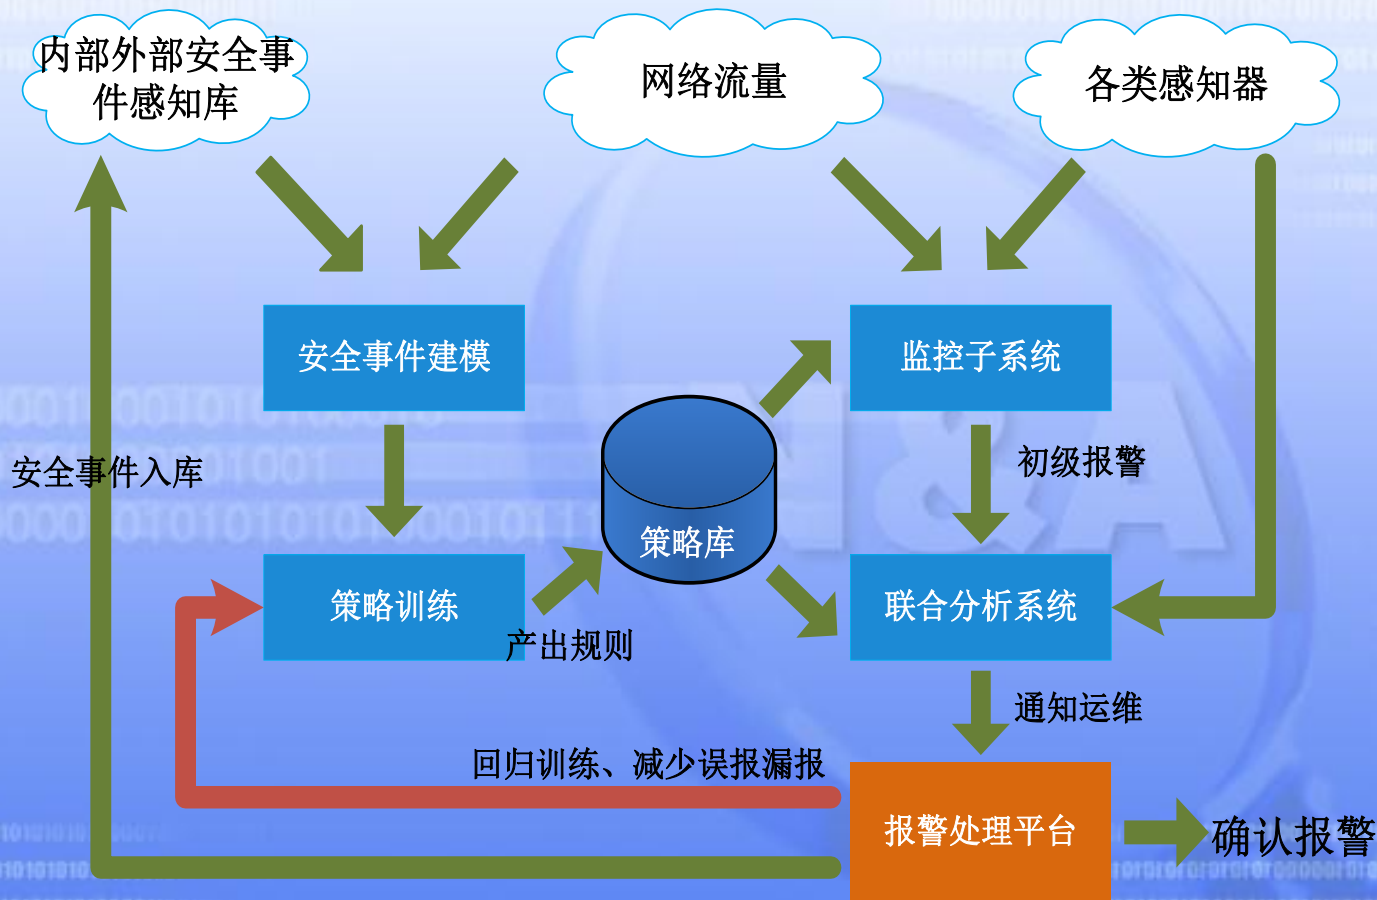 内部外部安全事
件感知库
网络流量
各类感知器
安全事件建模
监控子系统
安全事件入库
初级报警
策略库
策略训练
联合分析系统
产出规则
通知运维
回归训练、减少误报漏报
报警处理平台
确认报警